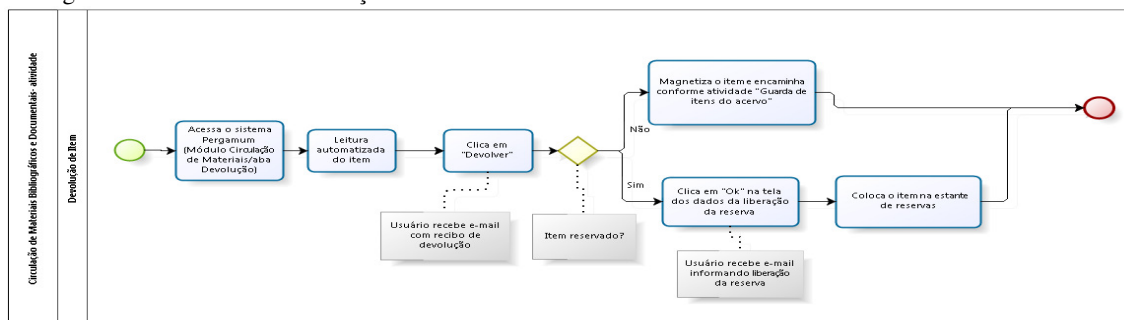 Circulação de Materiais Bibliográficos e Documentais- atividade
Devolução de Item
Acessa o sistema
Pergamum
(Módulo Circulação
de Materiais/aba
Devolução)
Leitura
automatizada
do item
Clica em
"Devolver"
Usuário recebe e-mail
com recibo de
devolução
Item reservado?
Não
Magnetiza o item e encaminha
conforme atividade "Guarda de
itens do acervo"
Sim
Clica em "Ok" na tela
dos dados da liberação
da reserva
Usuário recebe e-mail
informando liberação
da reserva
Coloca o item na estante
de reservas